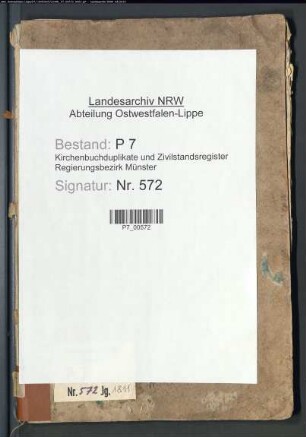 Landesarchiv NRW
Abteilung Ostwestfalen-Lippe
Bestand: P 7
Kirchenbuchduplikate und Zivilstandsregister
Regierungsbezirk Münster
Signatur: Nr. 572
P7_00572
Nr. 572 Jg. 1811